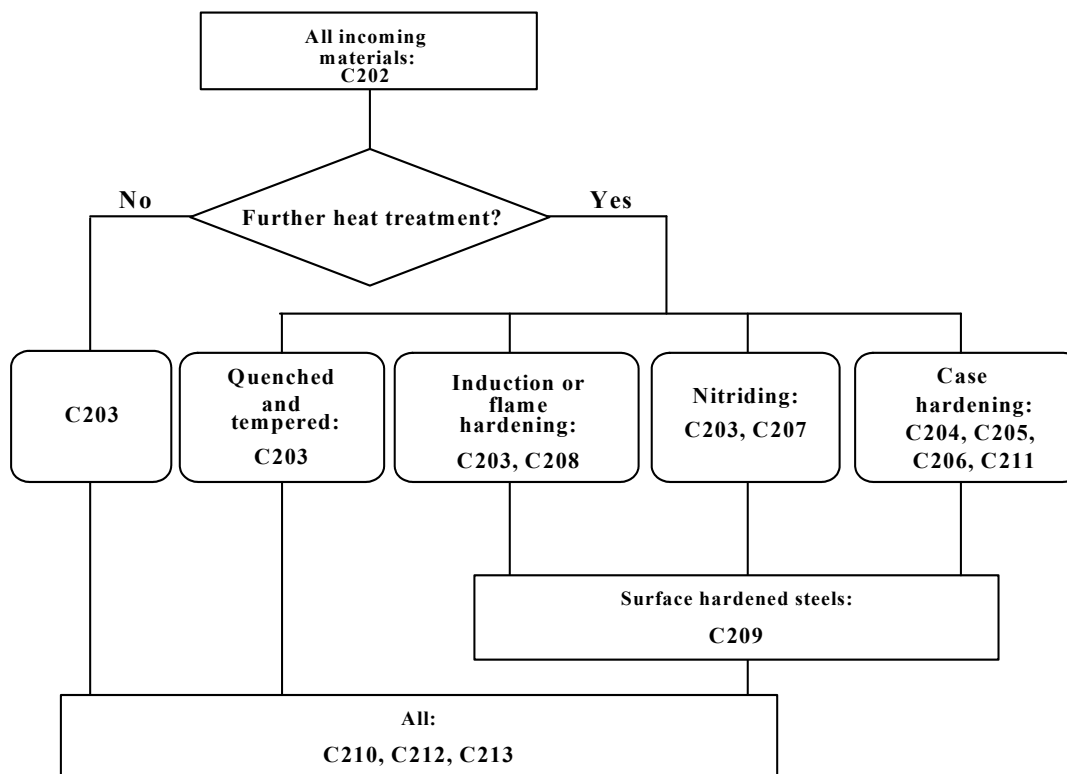 All incoming
materials:
C202
No
Yes
Further heat treatment?
C203
Quenched
and
tempered:
C203
Induction or
flame
hardening:
C203, C208
Nitriding:
C203, C207
Case
hardening:
C204, C205,
C206, C211
Surface hardened steels:
C209
All:
C210, C212, C213